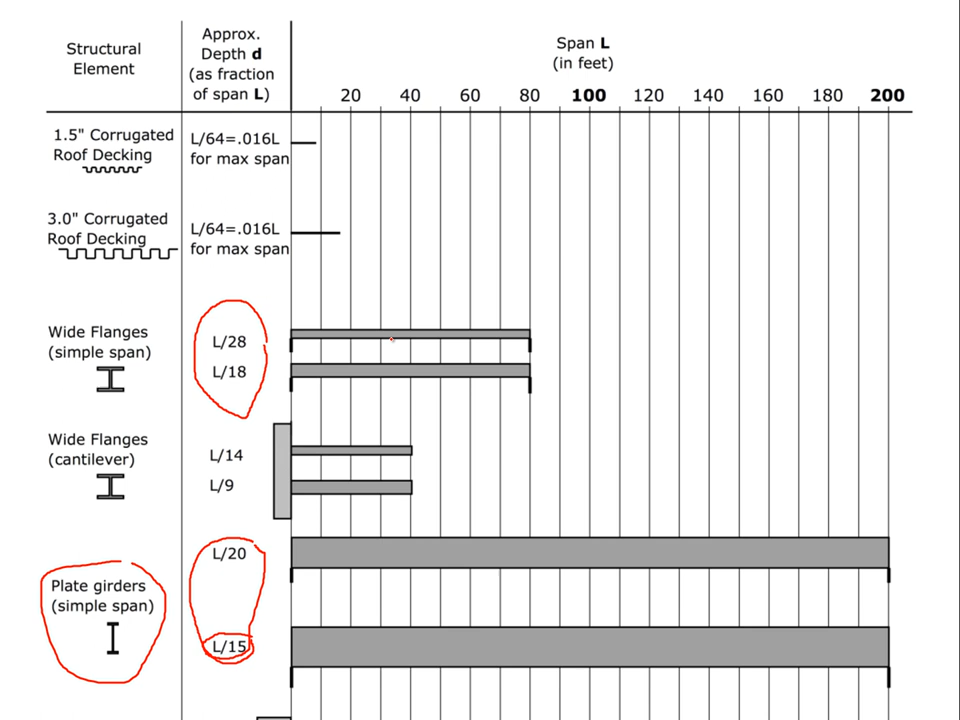 Structural
Element
Approx.
Depth d
(as fraction
of span L)
Span L
(in feet)
20 40 60 80 100 120 140 160 180 200
1.5" Corrugated
Roof Decking
L/64=.016L
for max span
3.0" Corrugated
Roof Decking
L/64=.016L
for max span
Wide Flanges
(simple span)
L/28
L/18
Wide Flanges
(cantilever)
L/14
L/9
Plate girders
(simple span)
L/20
L/15